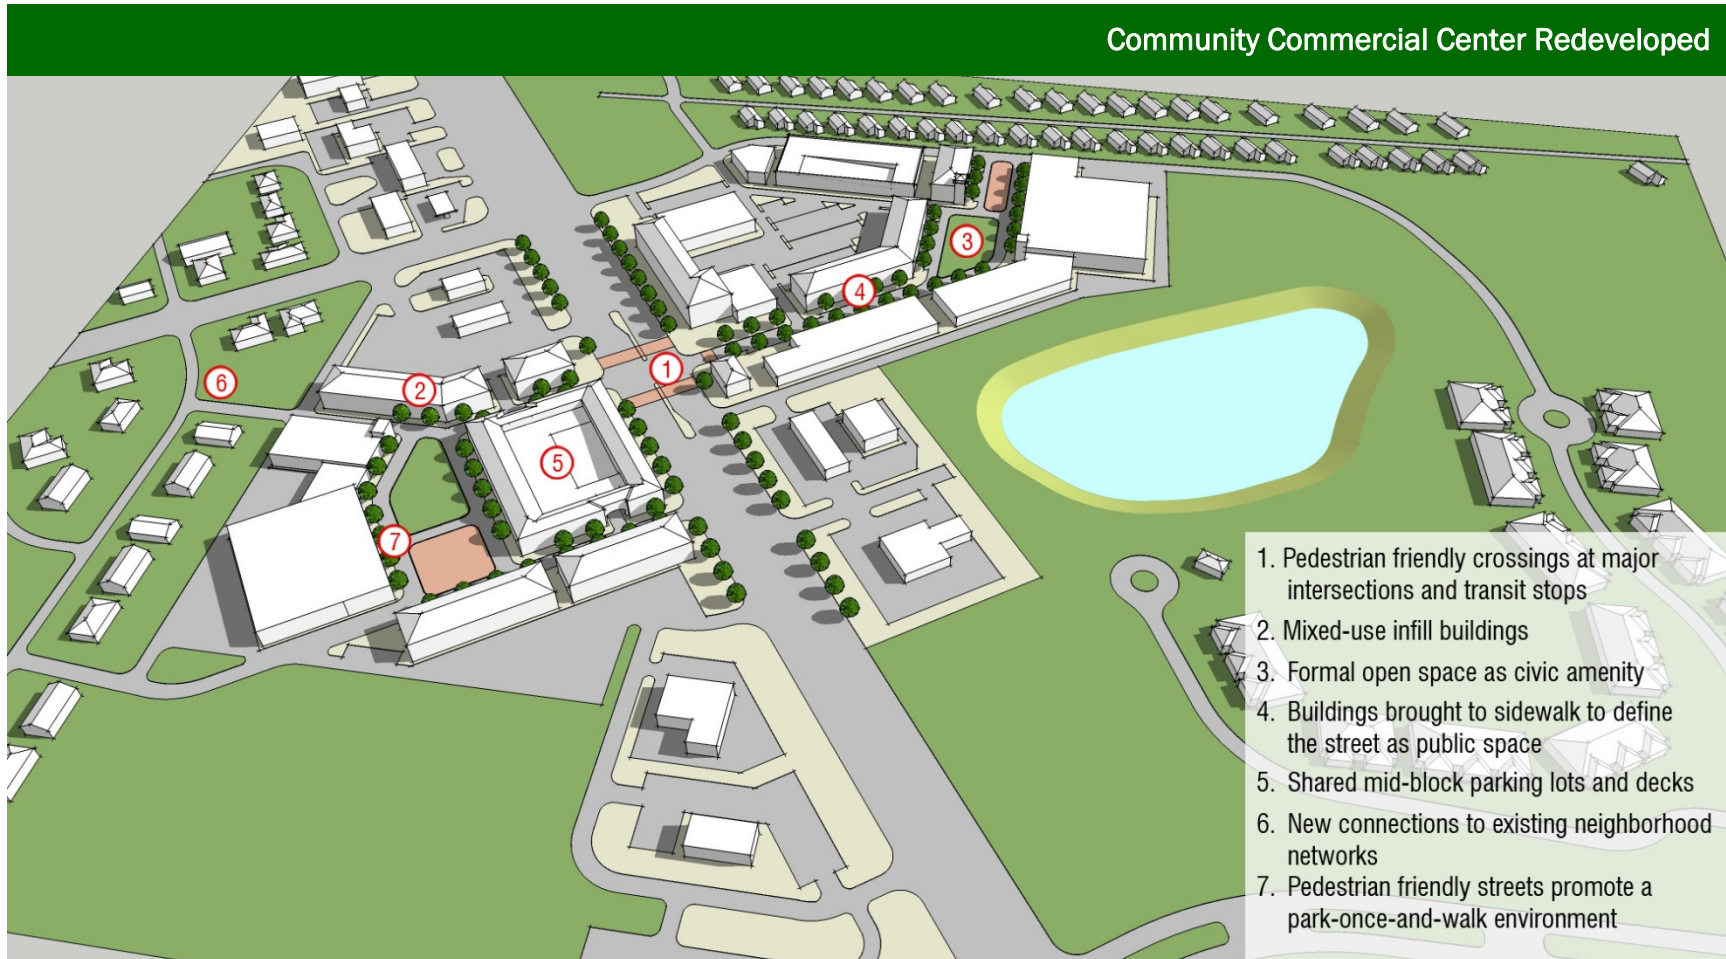 Community Commercial Center Redeveloped
3
4
1
6
2
5
7
1. Pedestrian friendly crossings at major
intersections and transit stops
2. Mixed-use infill buildings
3. Formal open space as civic amenity
4. Buildings brought to sidewalk to define
the street as public space
5. Shared mid-block parking lots and decks
6. New connections to existing neighborhood
networks
7. Pedestrian friendly streets promote a
park-once-and-walk environment